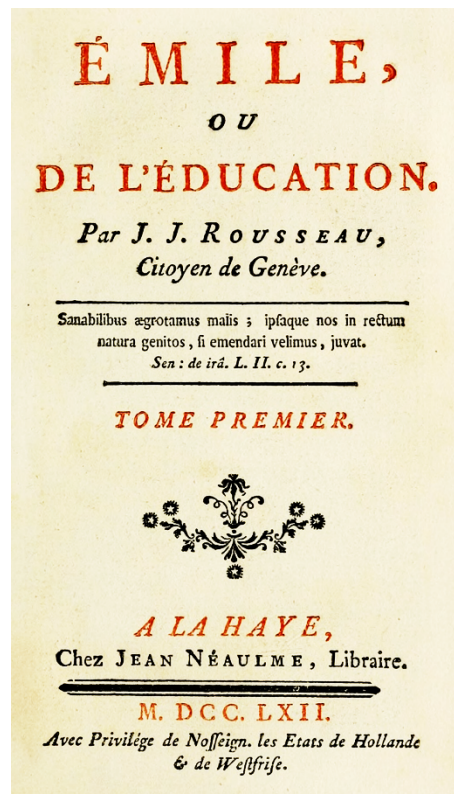 ÉMILE,
OU
DE L'ÉDUCATION.
Par J. J. ROUSSEAU,
Citoyen de Genève.
Sanabilibus ægrotamus malis ; ipſaque nos in rectum
natura genitos , ſi emendari velimus , juvat.
Sen : de irâ. L. II. c. 13.
TOME PREMIER.
A LA HAYE,
Chez JEAN NÉAULME, Libraire.
M. DCC. LXII.
Avec Privilége de Noſſeign. les Etats de Hollande
& de Weſtfriſe.